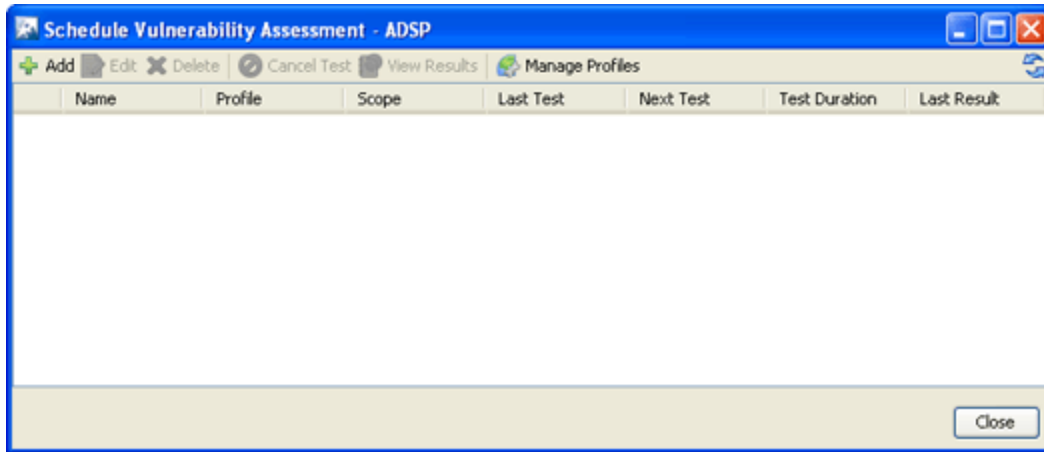 Schedule Vulnerability Assessment - ADSP
Add Edit Delete Cancel Test View Results Manage Profiles
Name Profile Scope Last Test Next Test Test Duration Last Result
Close